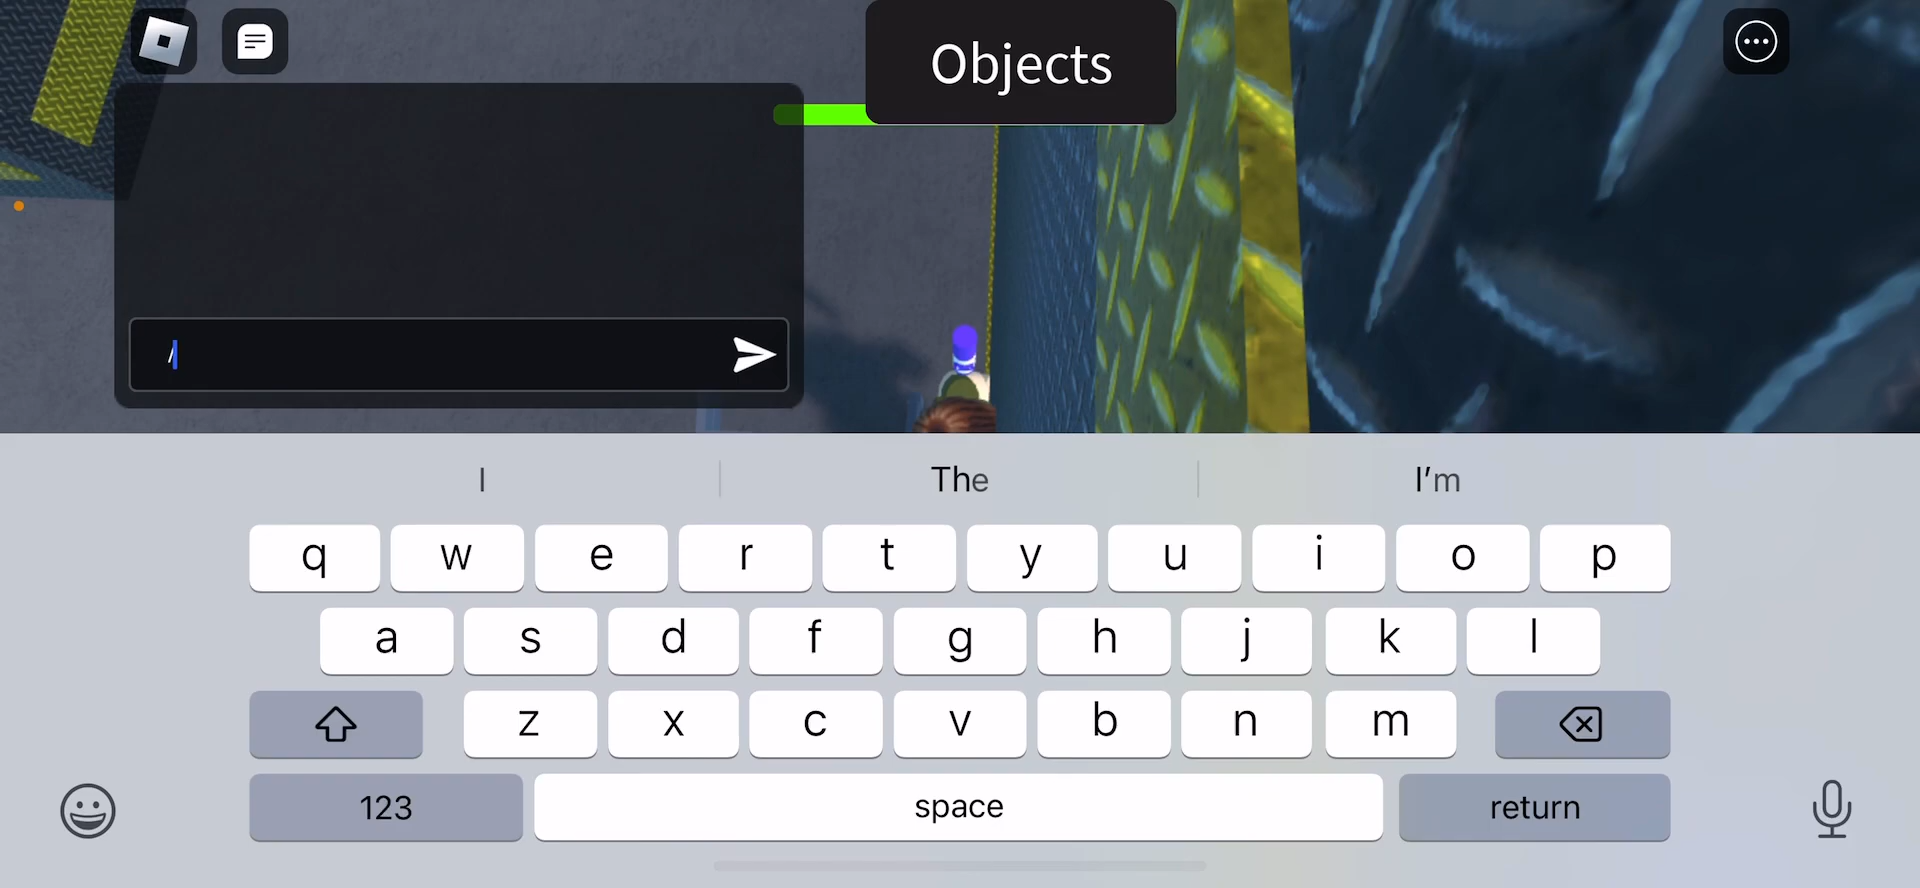 Objects
/
I The I'm
q w e r t y u i o p
a s d f g h j k l
z x c v b n m
123 space return